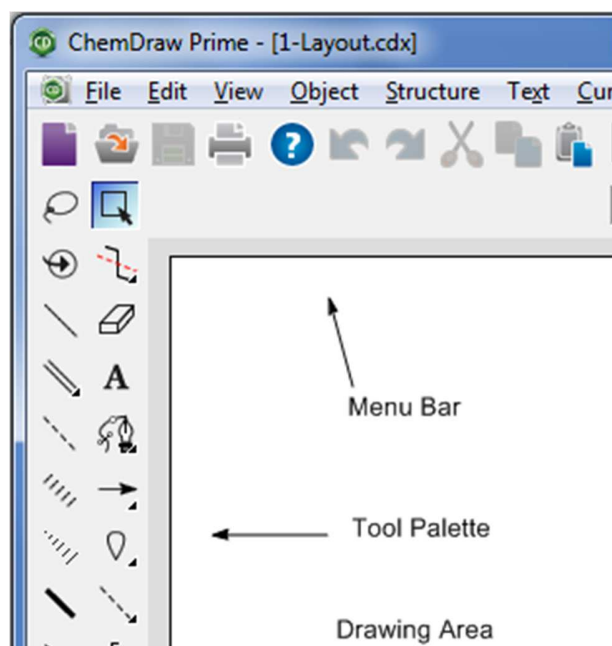 ChemDraw Prime - [1-Layout.cdx]
File Edit View Object Structure Text
A
Menu Bar
Tool Palette
Drawing Area